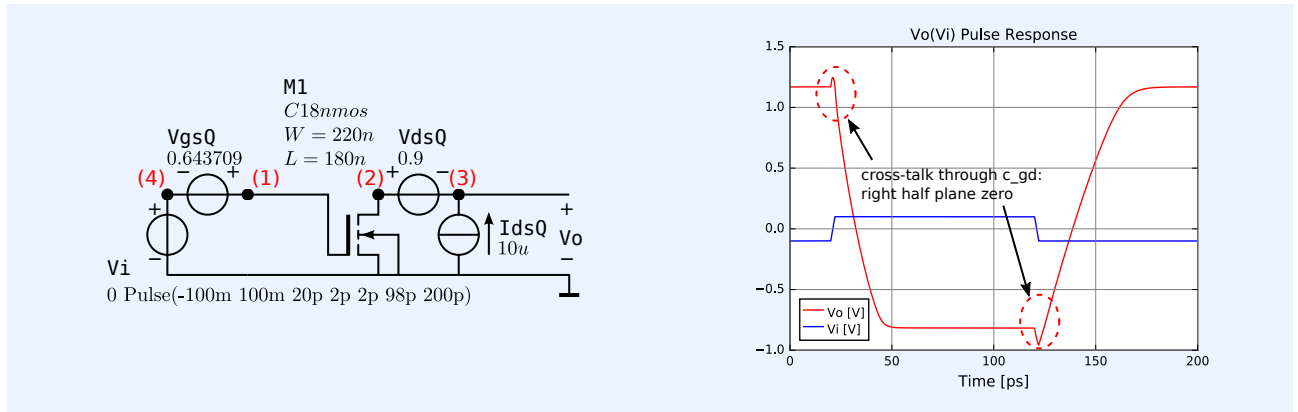 M1
C18nmos
W = 220n
L = 180n
VgsQ
0.643709
VdsQ
0.9
(4)
(1)
(2)
(3)
− +
+ −
+
−
Vi
IdsQ
10u
+
Vo
−
0 Pulse(-100m 100m 20p 2p 2p 98p 200p)
Vo(Vi) Pulse Response
1.5
1.0
0.5
0.0
−0.5
−1.0
cross-talk through c_gd:
right half plane zero
Vo [V]
Vi [V]
0 50 100 150 200
Time [ps]